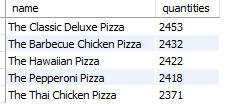 name quantities
The Classic Deluxe Pizza 2453
The Barbecue Chicken Pizza 2432
The Hawaiian Pizza 2422
The Pepperoni Pizza 2418
The Thai Chicken Pizza 2371